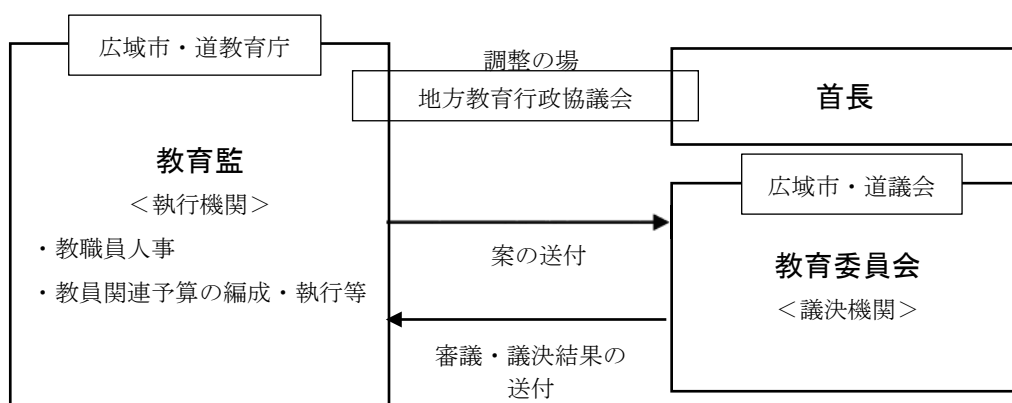 広域市・道教育庁
調整の場
地方教育行政協議会
首長
教育監
＜執行機関＞
・教職員人事
・教員関連予算の編成・執行等
案の送付
審議・議決結果の
送付
広域市・道議会
教育委員会
＜議決機関＞